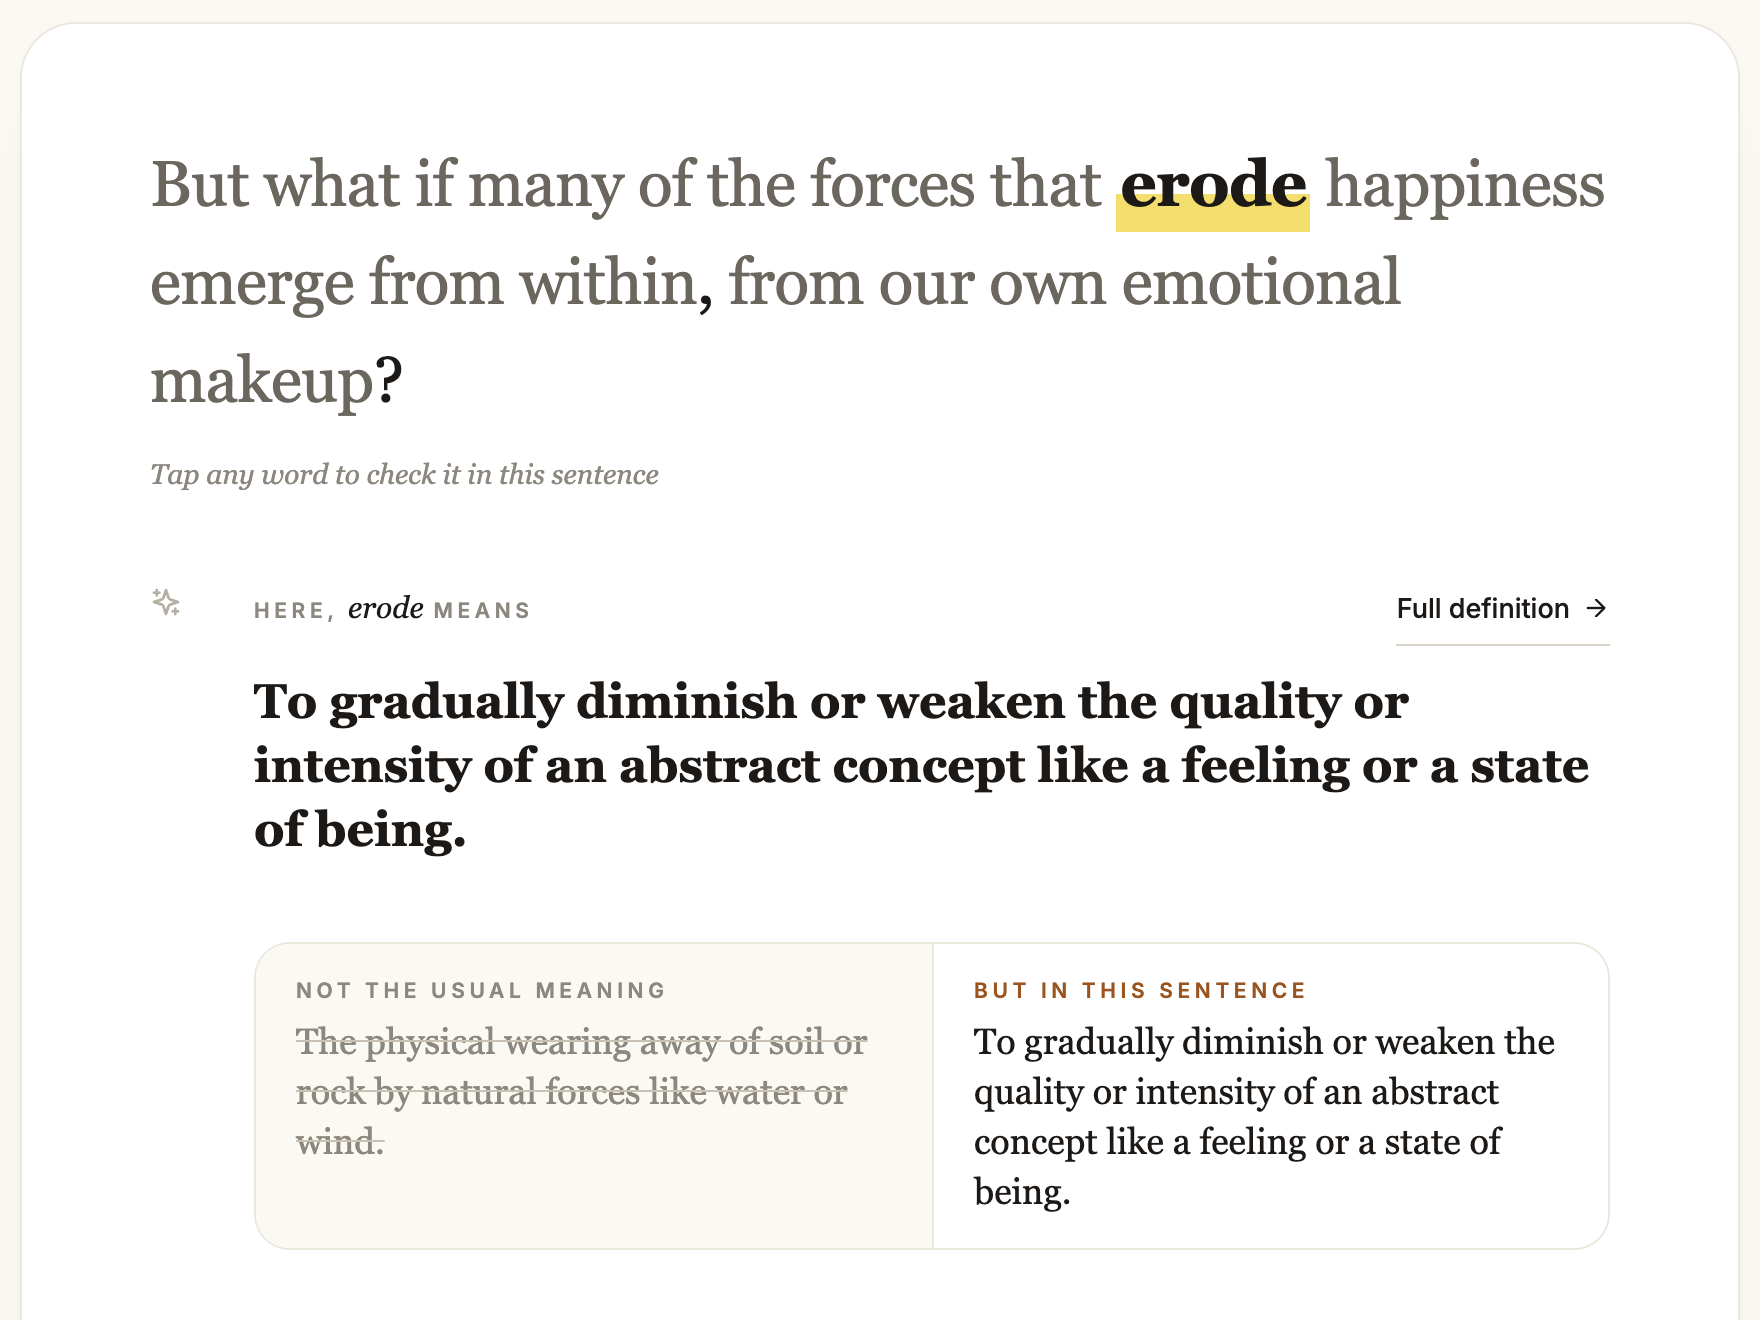 But what if many of the forces that erode happiness
emerge from within, from our own emotional
makeup?
Tap any word to check it in this sentence
HERE, erode MEANS
Full definition →
To gradually diminish or weaken the quality or
intensity of an abstract concept like a feeling or a state
of being.
NOT THE USUAL MEANING
The physical wearing away of soil or
rock by natural forces like water or
wind.
BUT IN THIS SENTENCE
To gradually diminish or weaken the
quality or intensity of an abstract
concept like a feeling or a state of
being.